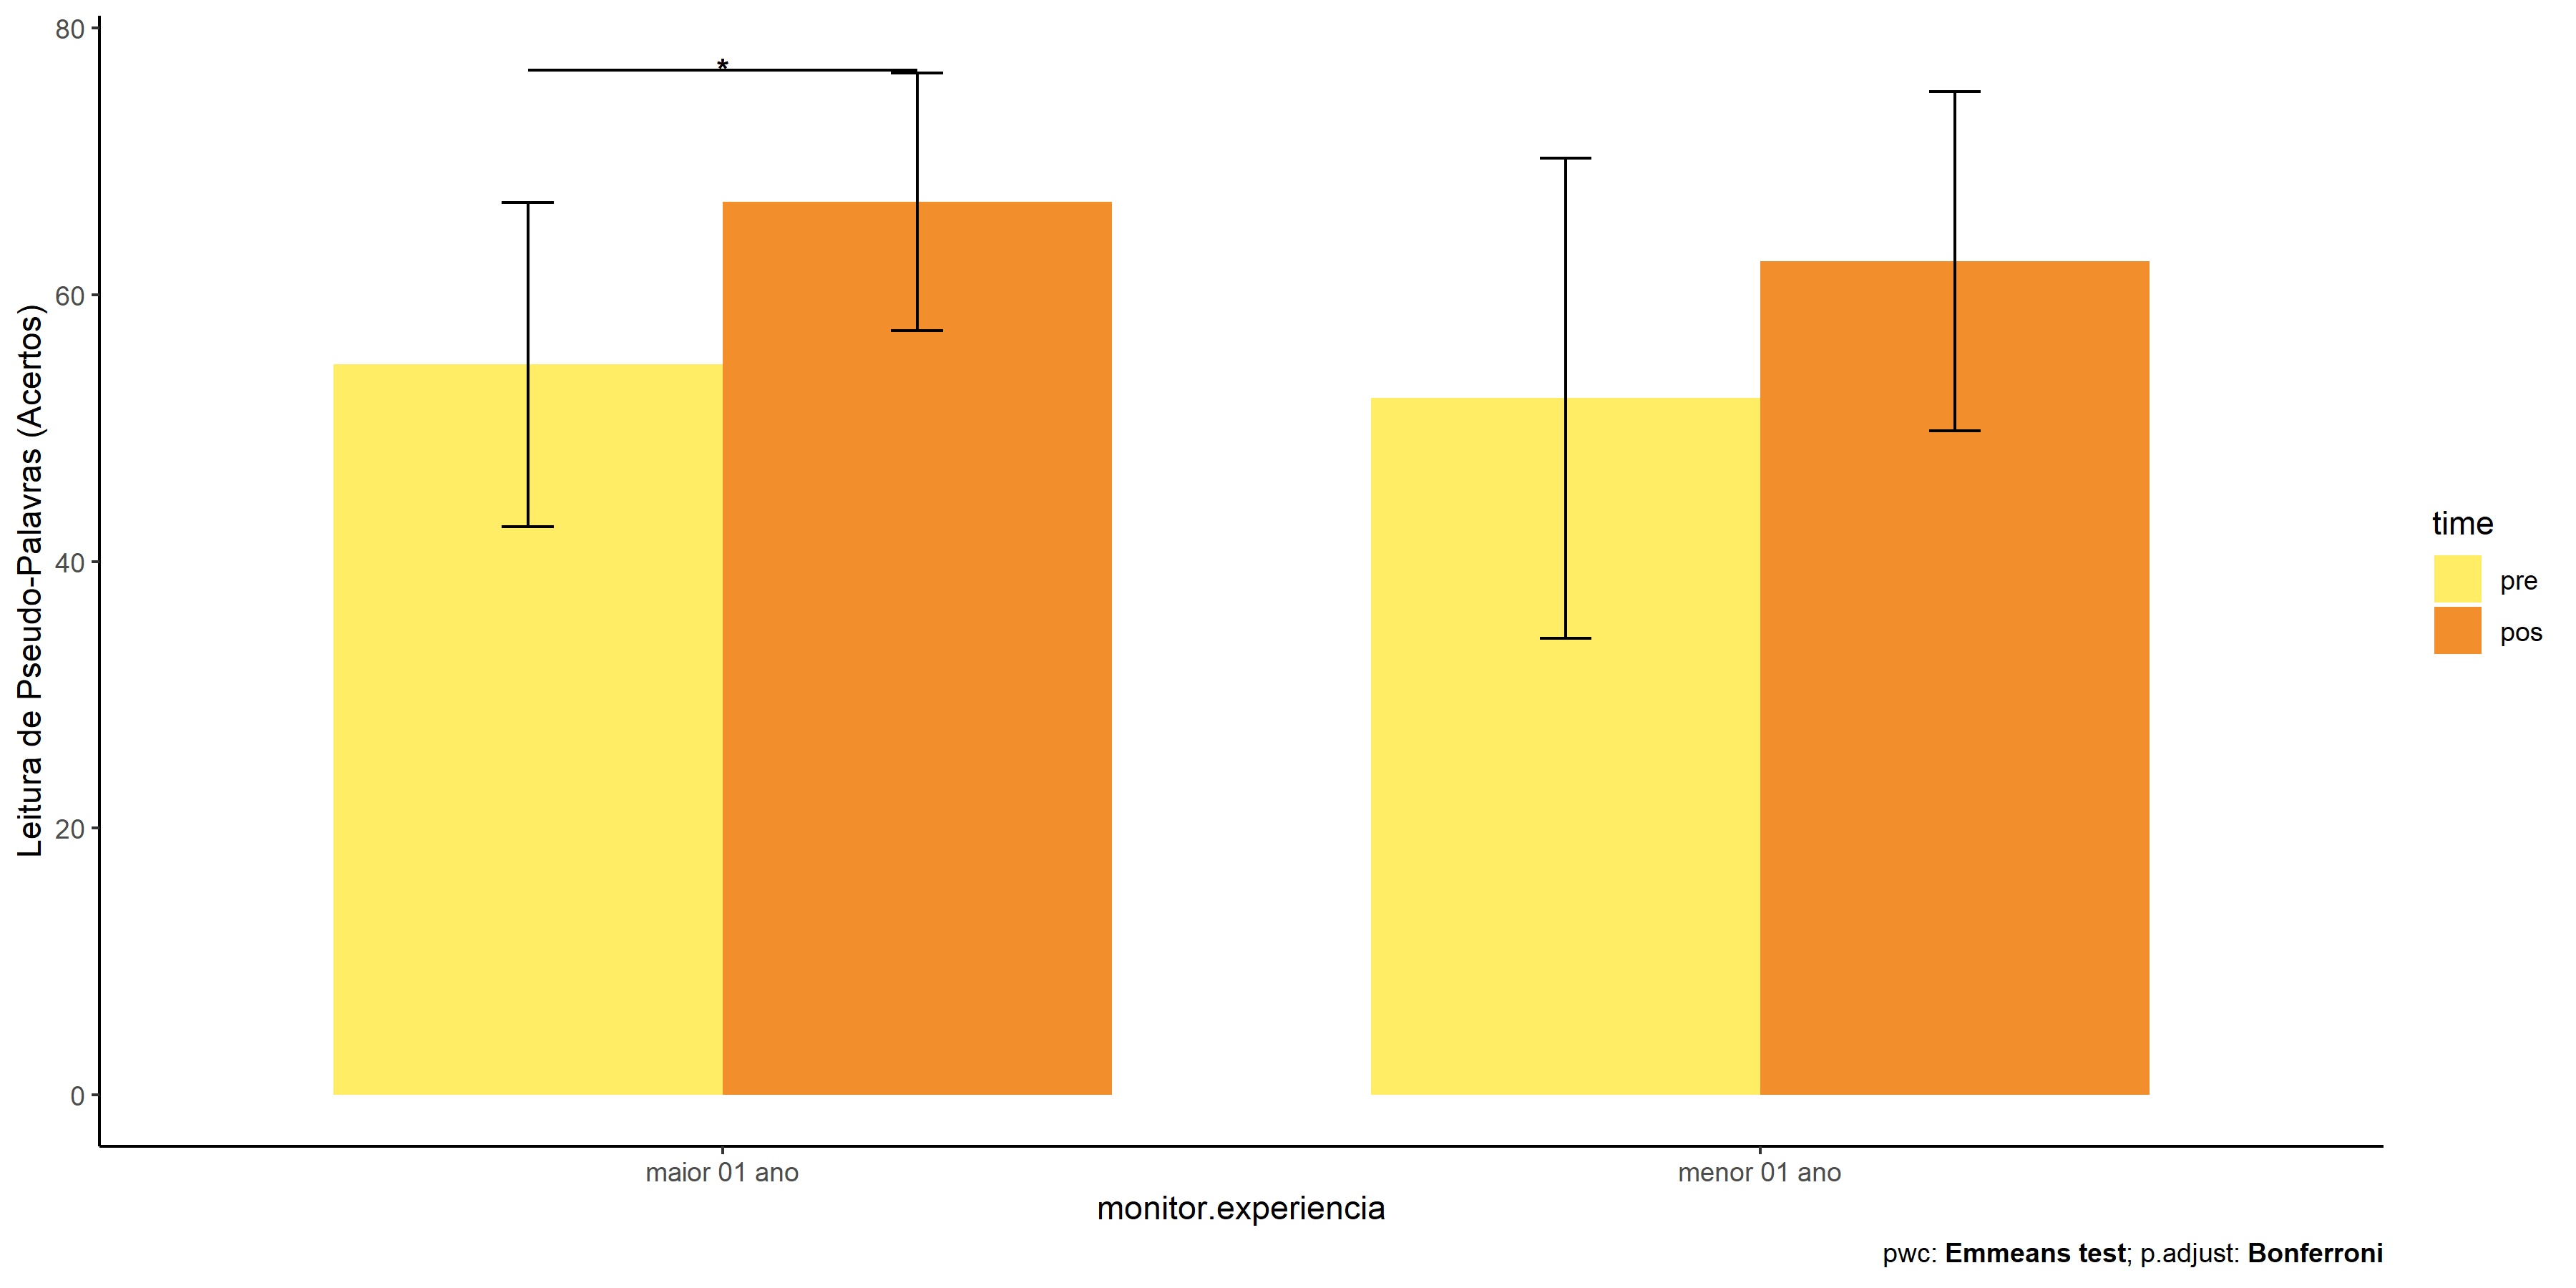 Leitura de Pseudo-Palavras (Acertos)
80
60
40
20
0
*
maior 01 ano
menor 01 ano
monitor.experiencia
time
pre
pos
pwc: Emmeans test; p.adjust: Bonferroni